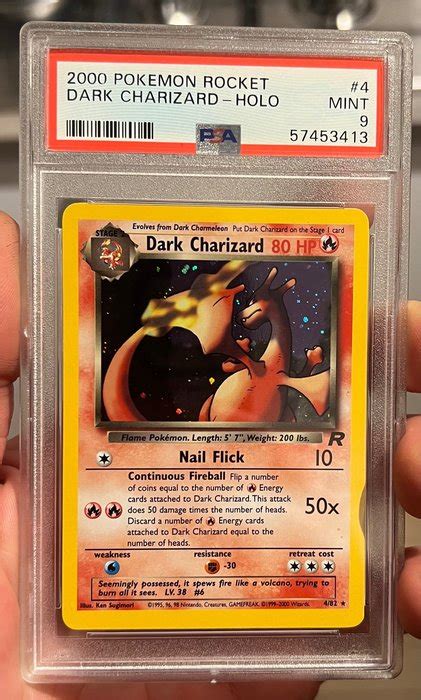 2000 POKEMON ROCKET #4
DARK CHARIZARD - HOLO MINT
9
PSA 57453413
Evolves from Dark Charmeleon Put Dark Charizard on the Stage 1 card
STAGE 2
Dark Charizard 80 HP
Flame Pokémon. Length: 5' 7", Weight: 200 lbs.
R
Nail Flick 10
Continuous Fireball Flip a number
of coins equal to the number of Energy
cards attached to Dark Charizard. This attack
does 50 damage times the number of heads.
50x
Discard a number of Energy cards
attached to Dark Charizard equal to the
number of heads.
weakness resistance retreat cost
-30
Seemingly possessed, it spews fire like a volcano, trying to
burn all it sees. LV. 38 #6
Illus. Ken Sugimori ©1995, 96, 98 Nintendo, Creatures, GAMEFREAK. ©1999-2000 Wizards. 4/82